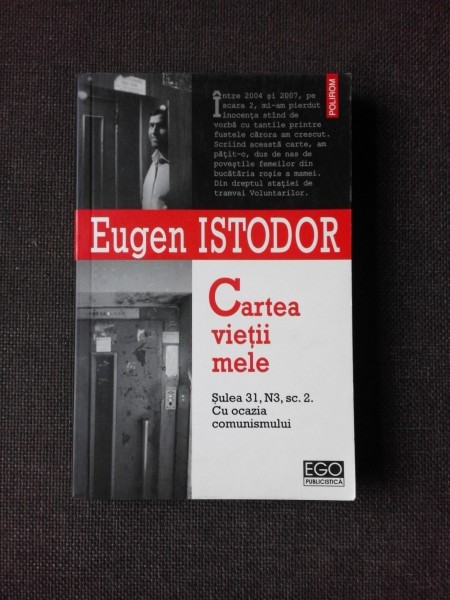 Între 2004 și 2007, pe
scara 2, mi-am pierdut
inocența stînd de
vorbă cu tantile printre
fustele cărora am crescut.
Scriind această carte, am
pățit-o, dus de nas de
poveștile femeilor din
bucătăria roșie a mamei.
Din dreptul stației de
tramvai Voluntarilor.
POLIROM
Eugen ISTODOR
Cartea
vieții
mele
Șulea 31, N3, sc. 2.
Cu ocazia
comunismului
EGO
PUBLICISTICĂ